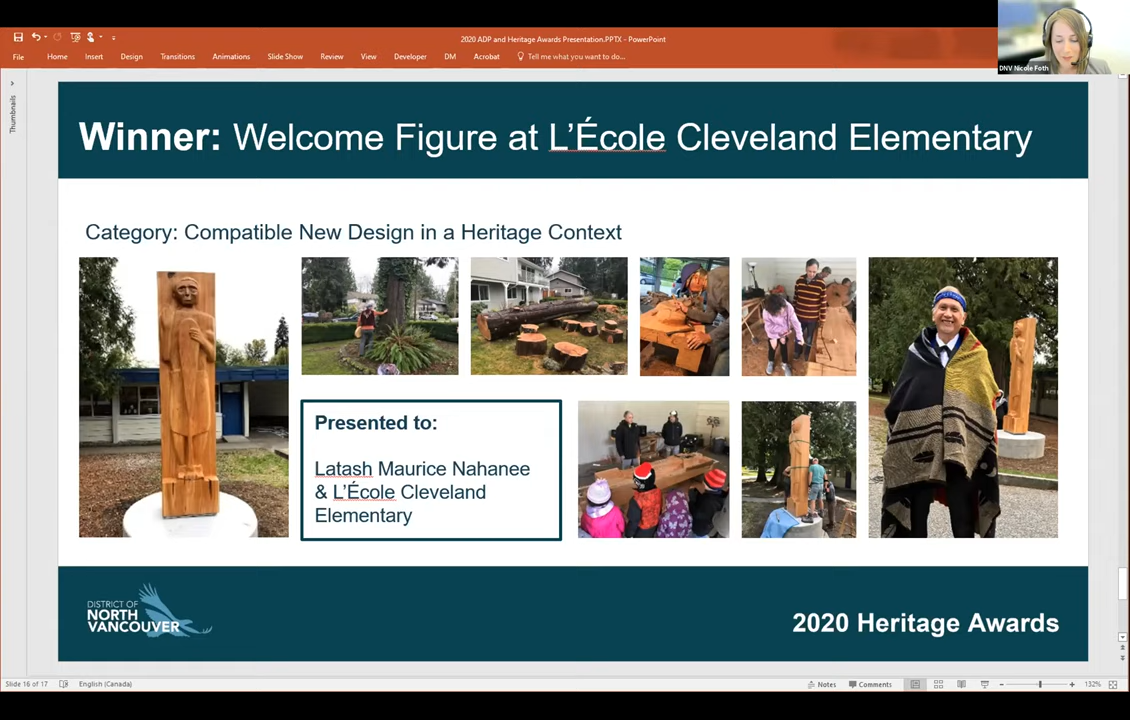 2020 ADP and Heritage Awards Presentation.PPTX - PowerPoint
File Home Insert Design Transitions Animations Slide Show Review View Developer DM Acrobat Tell me what you want to do...
DNV Nicole Foth
Thumbnails
Winner: Welcome Figure at L’École Cleveland Elementary
Category: Compatible New Design in a Heritage Context
Presented to:
Latash Maurice Nahanee
& L’École Cleveland
Elementary
DISTRICT OF
NORTH
VANCOUVER
2020 Heritage Awards
Slide 16 of 17 English (Canada) Notes Comments 132%